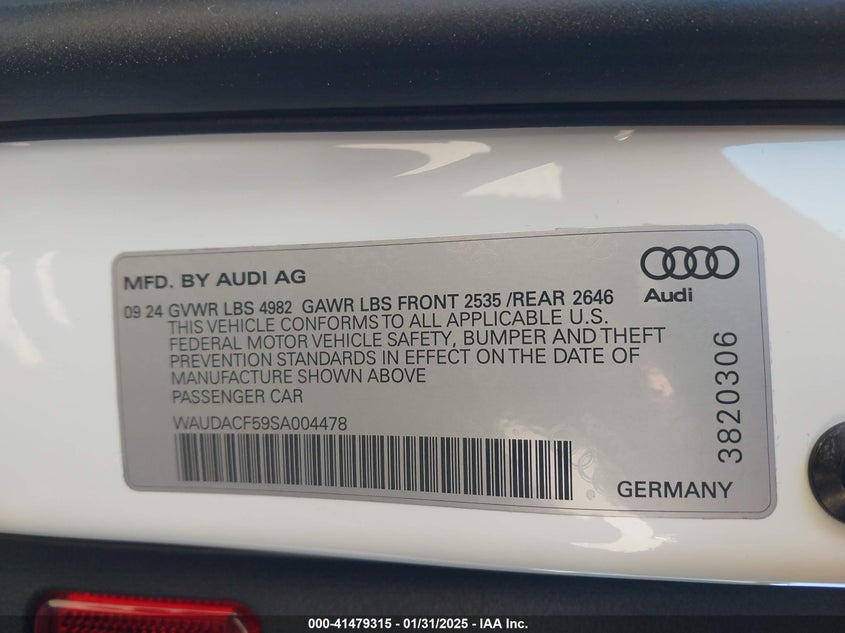 MFD. BY AUDI AG
Audi
09 24 GVWR LBS 4982 GAWR LBS FRONT 2535 /REAR 2646
THIS VEHICLE CONFORMS TO ALL APPLICABLE U.S.
FEDERAL MOTOR VEHICLE SAFETY, BUMPER AND THEFT
PREVENTION STANDARDS IN EFFECT ON THE DATE OF
MANUFACTURE SHOWN ABOVE
PASSENGER CAR
WAUDACF59SA004478
GERMANY
3820306
000-41479315 - 01/31/2025 - IAA Inc.